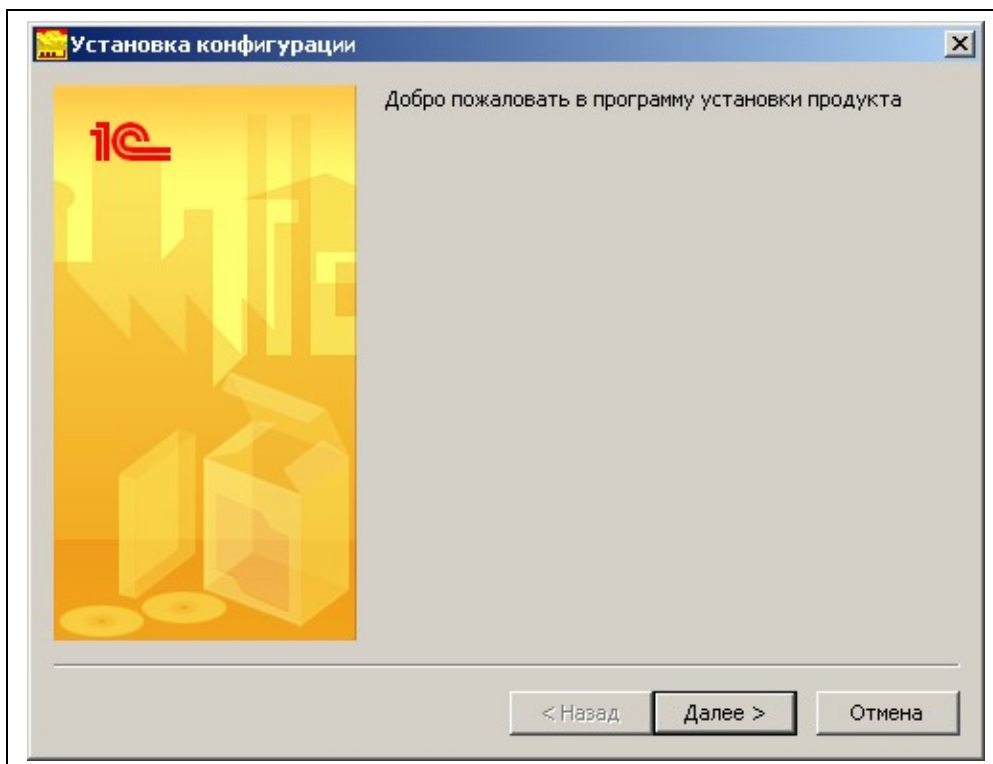 Установка конфигурации
Добро пожаловать в программу установки продукта
1С
< Назад
Далее >
Отмена